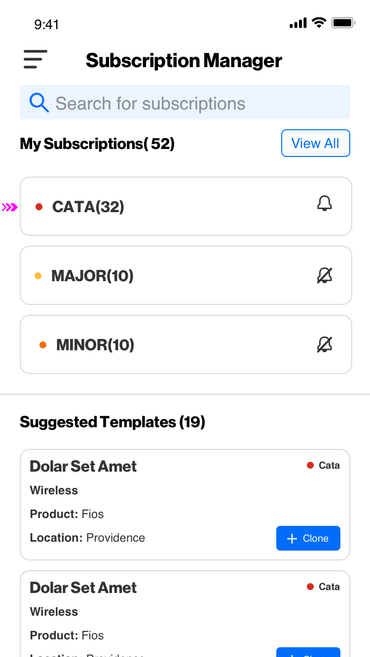 9:41
Subscription Manager
Search for subscriptions
My Subscriptions( 52)
View All
CATA(32)
MAJOR(10)
MINOR(10)
Suggested Templates (19)
Dolar Set Amet
Cata
Wireless
Product: Fios
Location: Providence
Clone
Dolar Set Amet
Cata
Wireless
Product: Fios